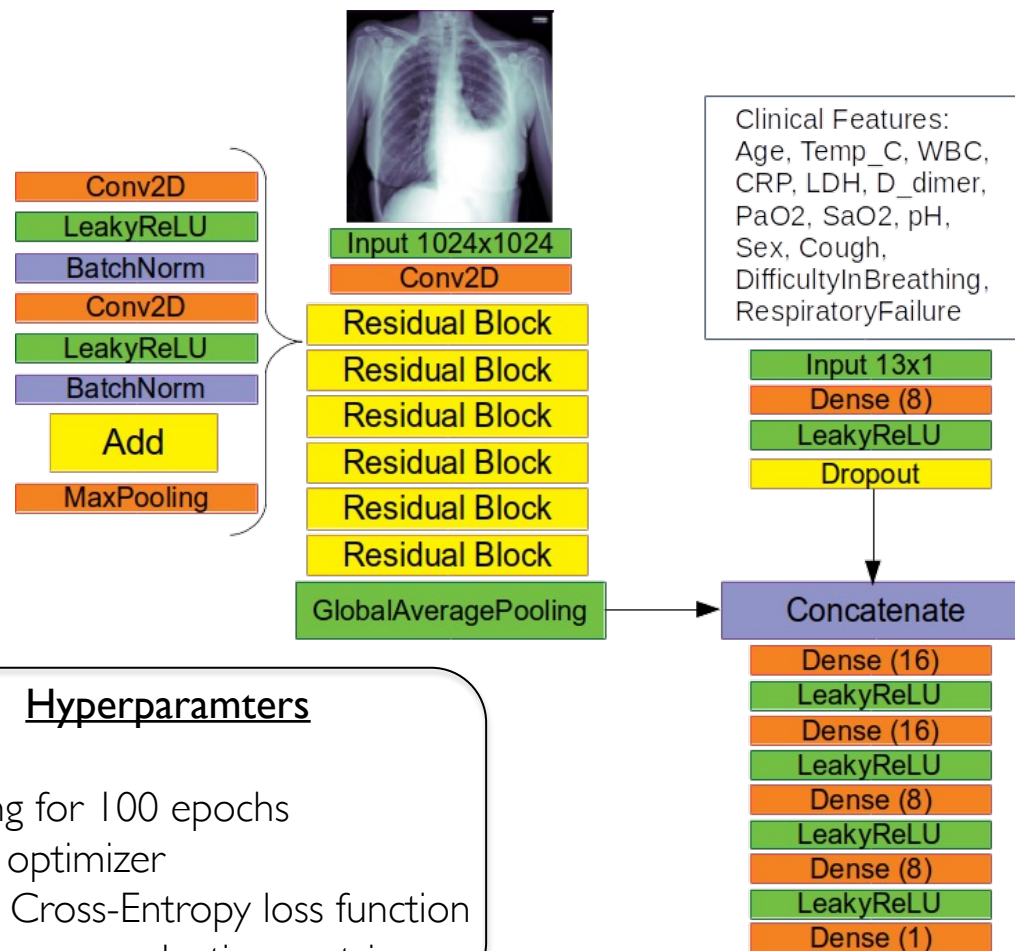 Conv2D
LeakyReLU
BatchNorm
Conv2D
LeakyReLU
BatchNorm
Add
MaxPooling
Input 1024x1024
Conv2D
Residual Block
Residual Block
Residual Block
Residual Block
Residual Block
Residual Block
GlobalAveragePooling
Clinical Features:
Age, Temp_C, WBC,
CRP, LDH, D_dimer,
PaO2, SaO2, pH,
Sex, Cough,
DifficultyInBreathing,
RespiratoryFailure
Input 13x1
Dense (8)
LeakyReLU
Dropout
Concatenate
Dense (16)
LeakyReLU
Dense (16)
LeakyReLU
Dense (8)
LeakyReLU
Dense (8)
LeakyReLU
Dense (1)
Hyperparamters
for 100 epochs
optimizer
Cross-Entropy loss function